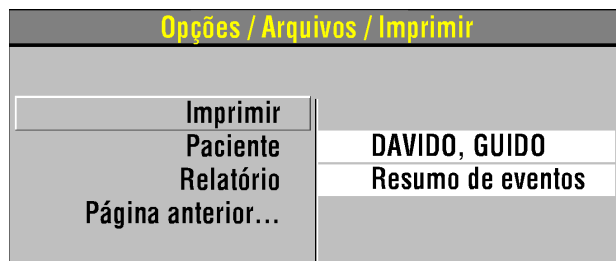 Opções / Arquivos / Imprimir
Imprimir
Paciente DAVIDO, GUIDO
Relatório Resumo de eventos
Página anterior...